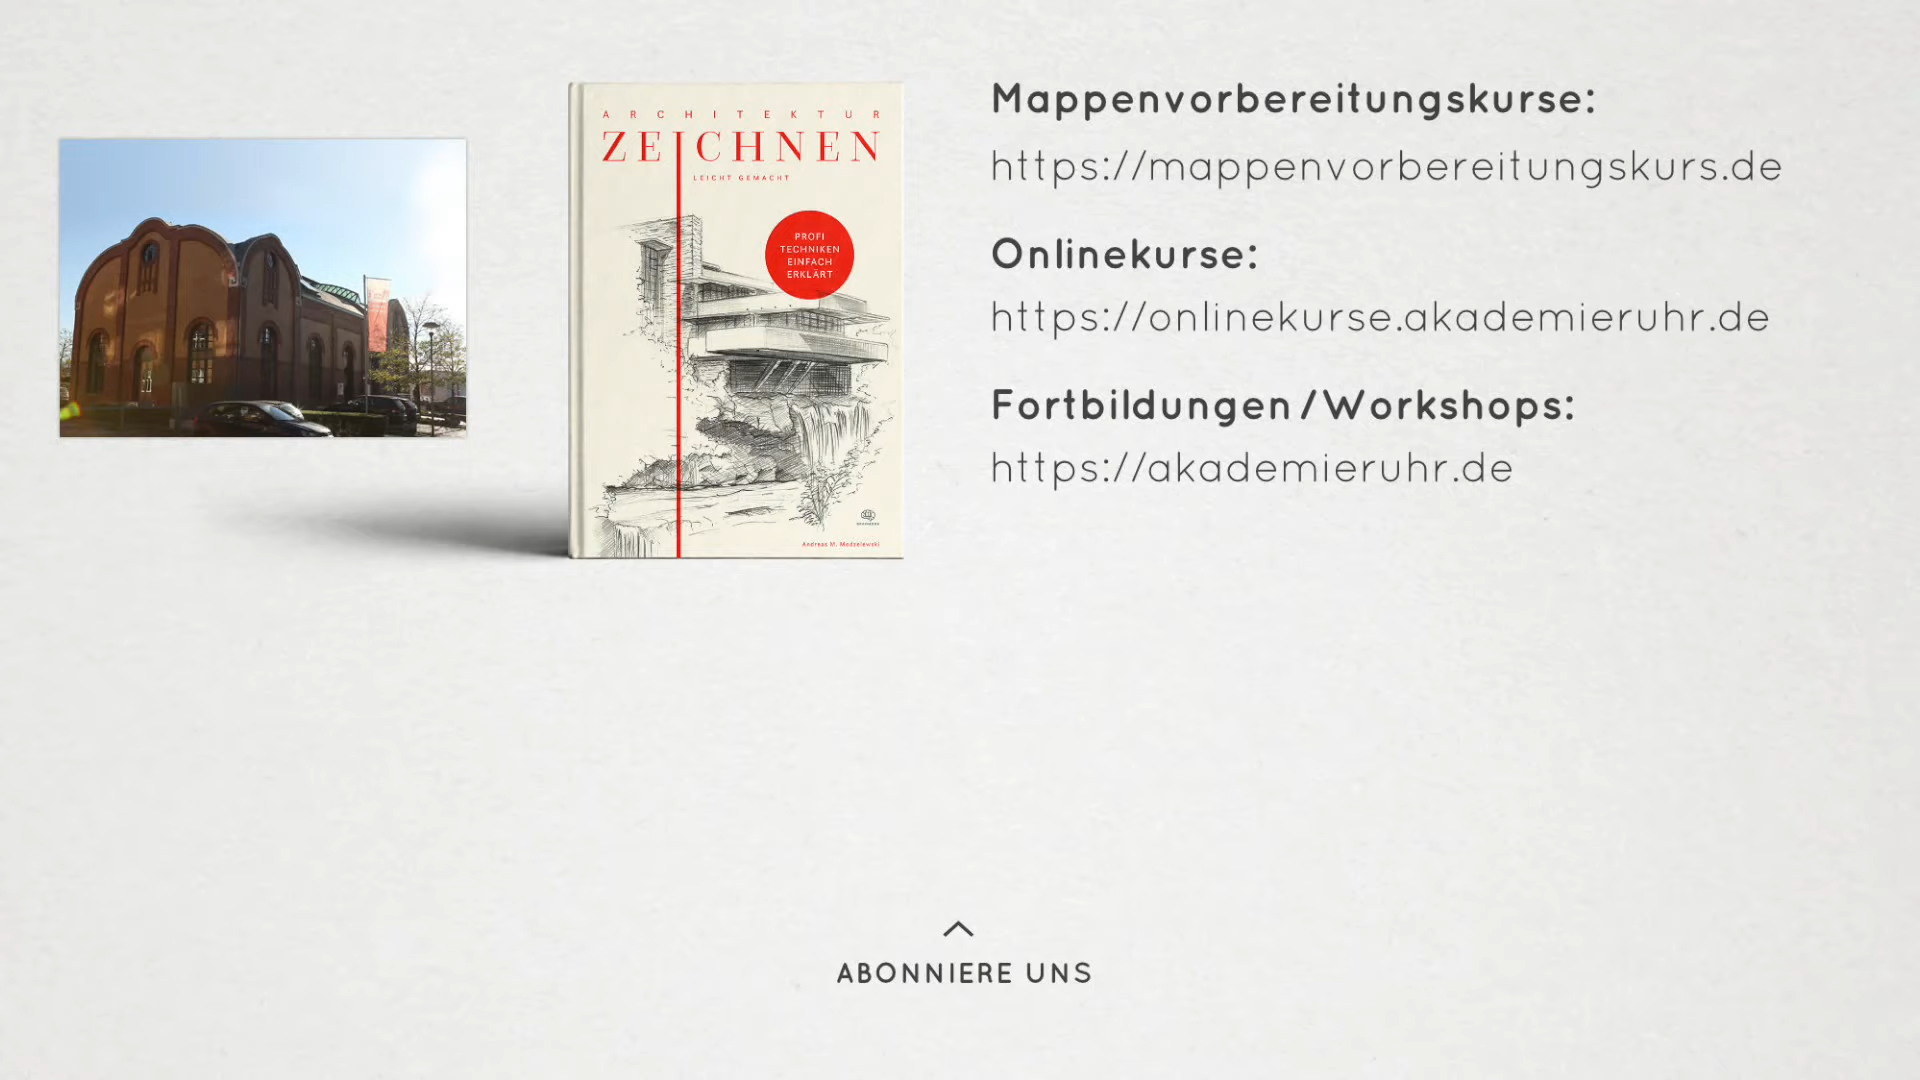 ARCHITEKTUR
ZEICHNEN
LEICHT GEMACHT
PROFI
TECHNIKEN
EINFACH
ERKLÄRT
Andreas M. Modzelewski
Mappenvorbereitungskurse:
https://mappenvorbereitungskurs.de
Onlinekurse:
https://onlinekurse.akademieruhr.de
Fortbildungen/Workshops:
https://akademieruhr.de
ABONNIERE UNS